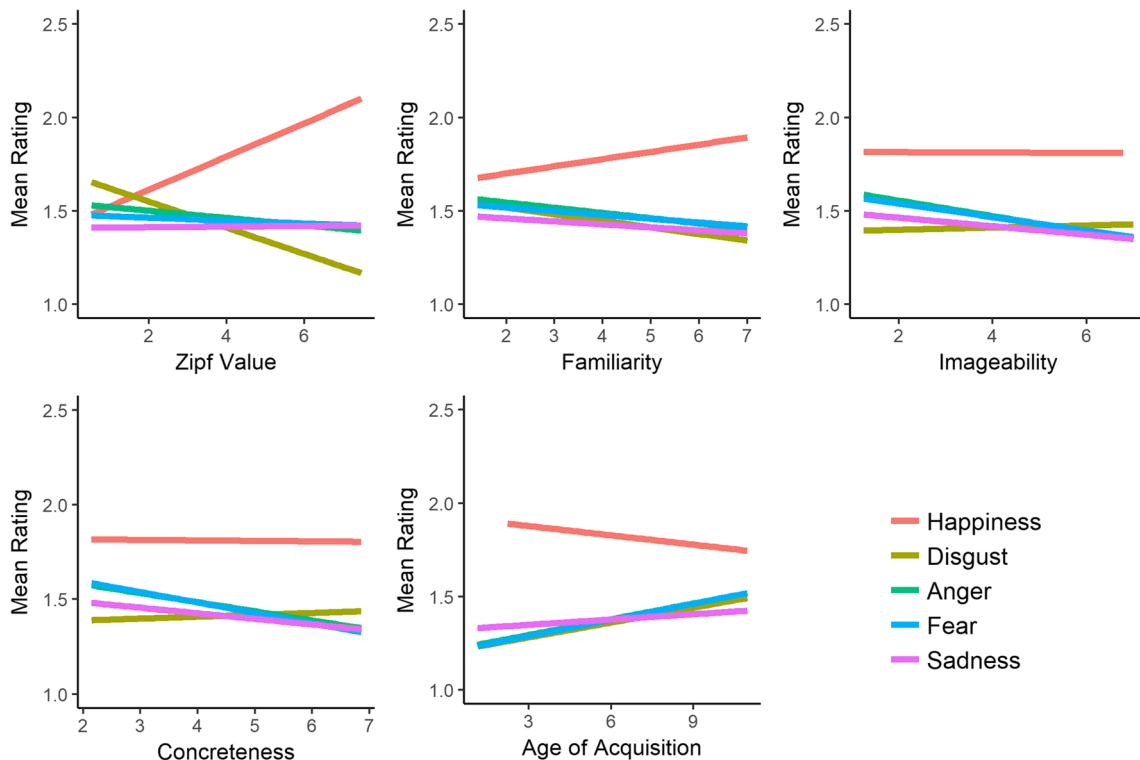 Mean Rating
2.5
2.0
1.5
1.0
2 4 6
Zipf Value
Mean Rating
2.5
2.0
1.5
1.0
2 3 4 5 6 7
Familiarity
Mean Rating
2.5
2.0
1.5
1.0
2 4 6
Imageability
Mean Rating
2.5
2.0
1.5
1.0
2 3 4 5 6 7
Concreteness
Mean Rating
2.5
2.0
1.5
1.0
3 6 9
Age of Acquisition
Happiness
Disgust
Anger
Fear
Sadness